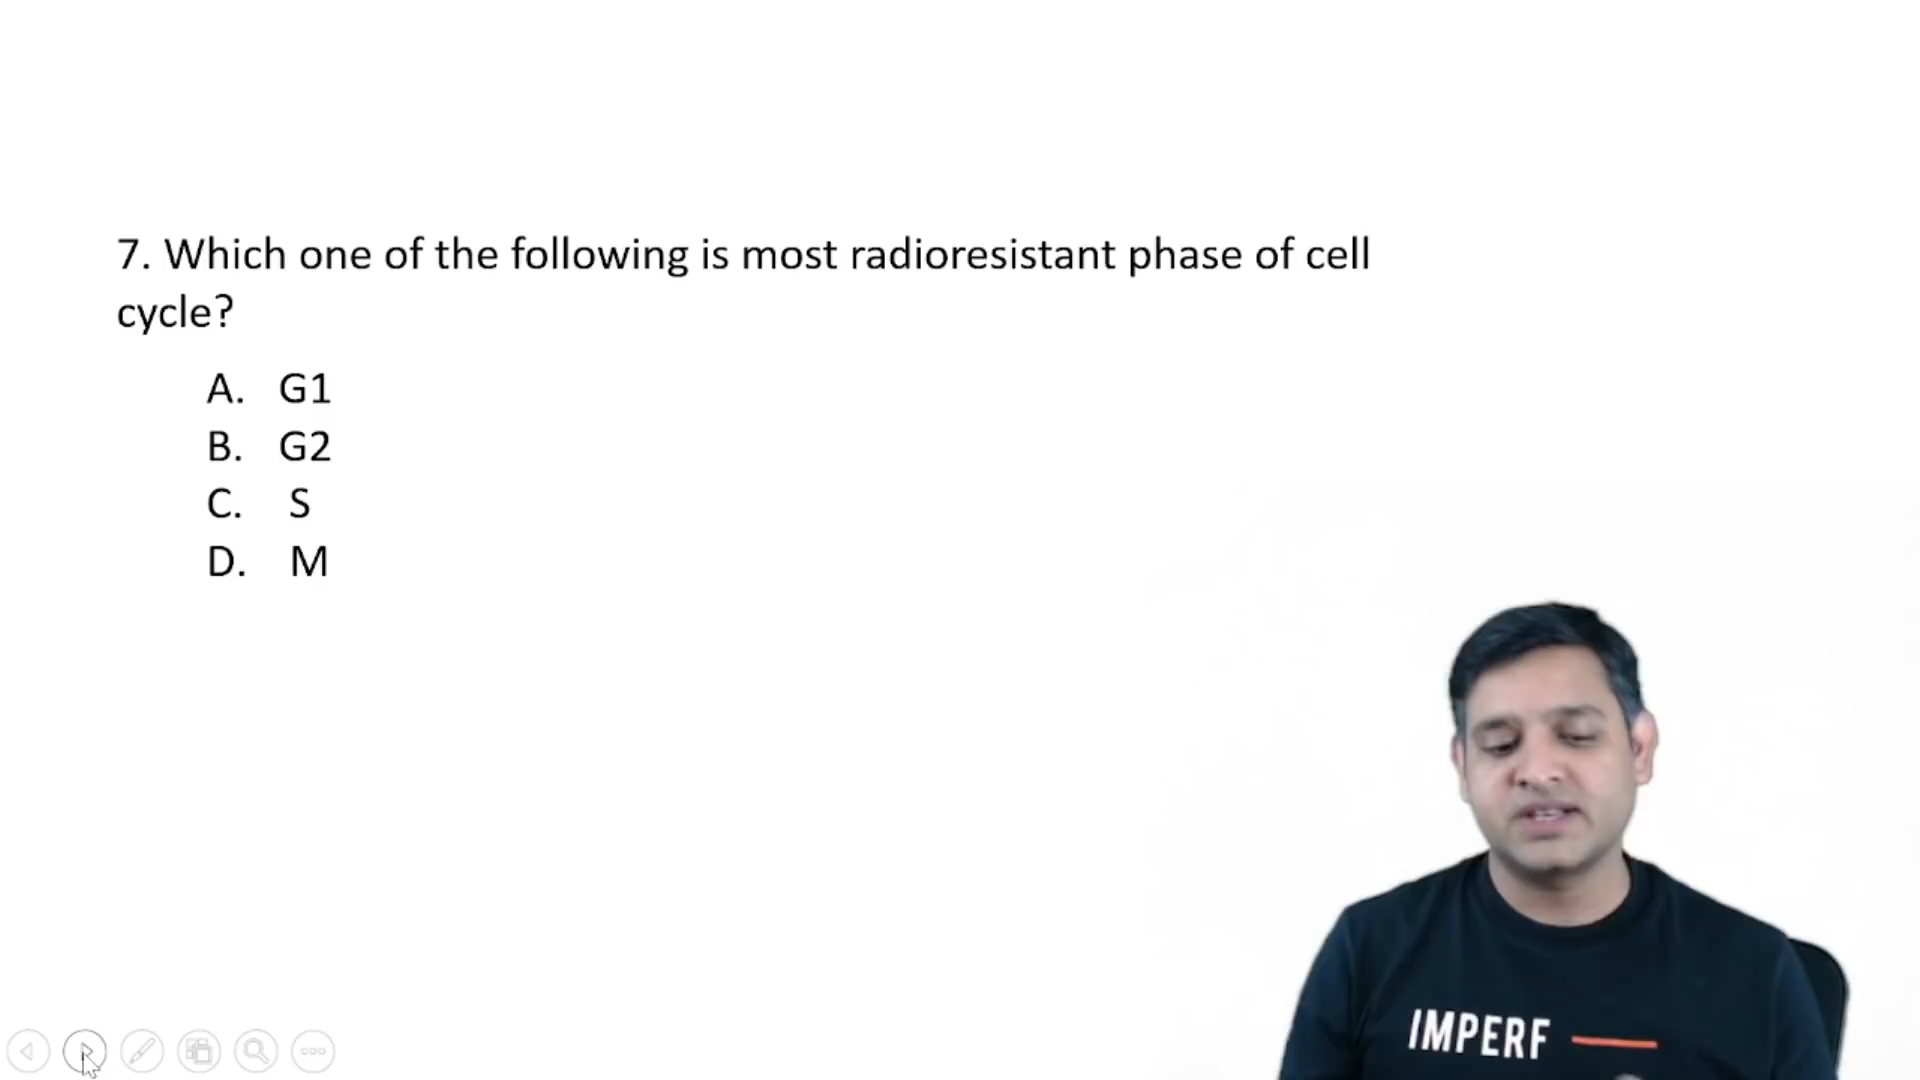 7. Which one of the following is most radioresistant phase of cell
cycle?
A. G1
B. G2
C. S
D. M
IMPERF